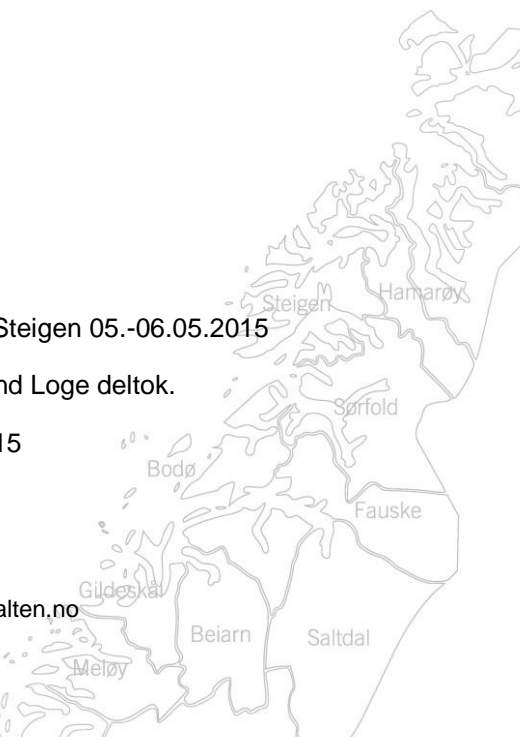 Steigen 05.-06.05.2015
Steigen
Hamarøy
nd Loge deltok.
Sørfold
15
Bodø
Fauske
Gildeskål
alten.no
Beiarn
Saltdal
Meløy